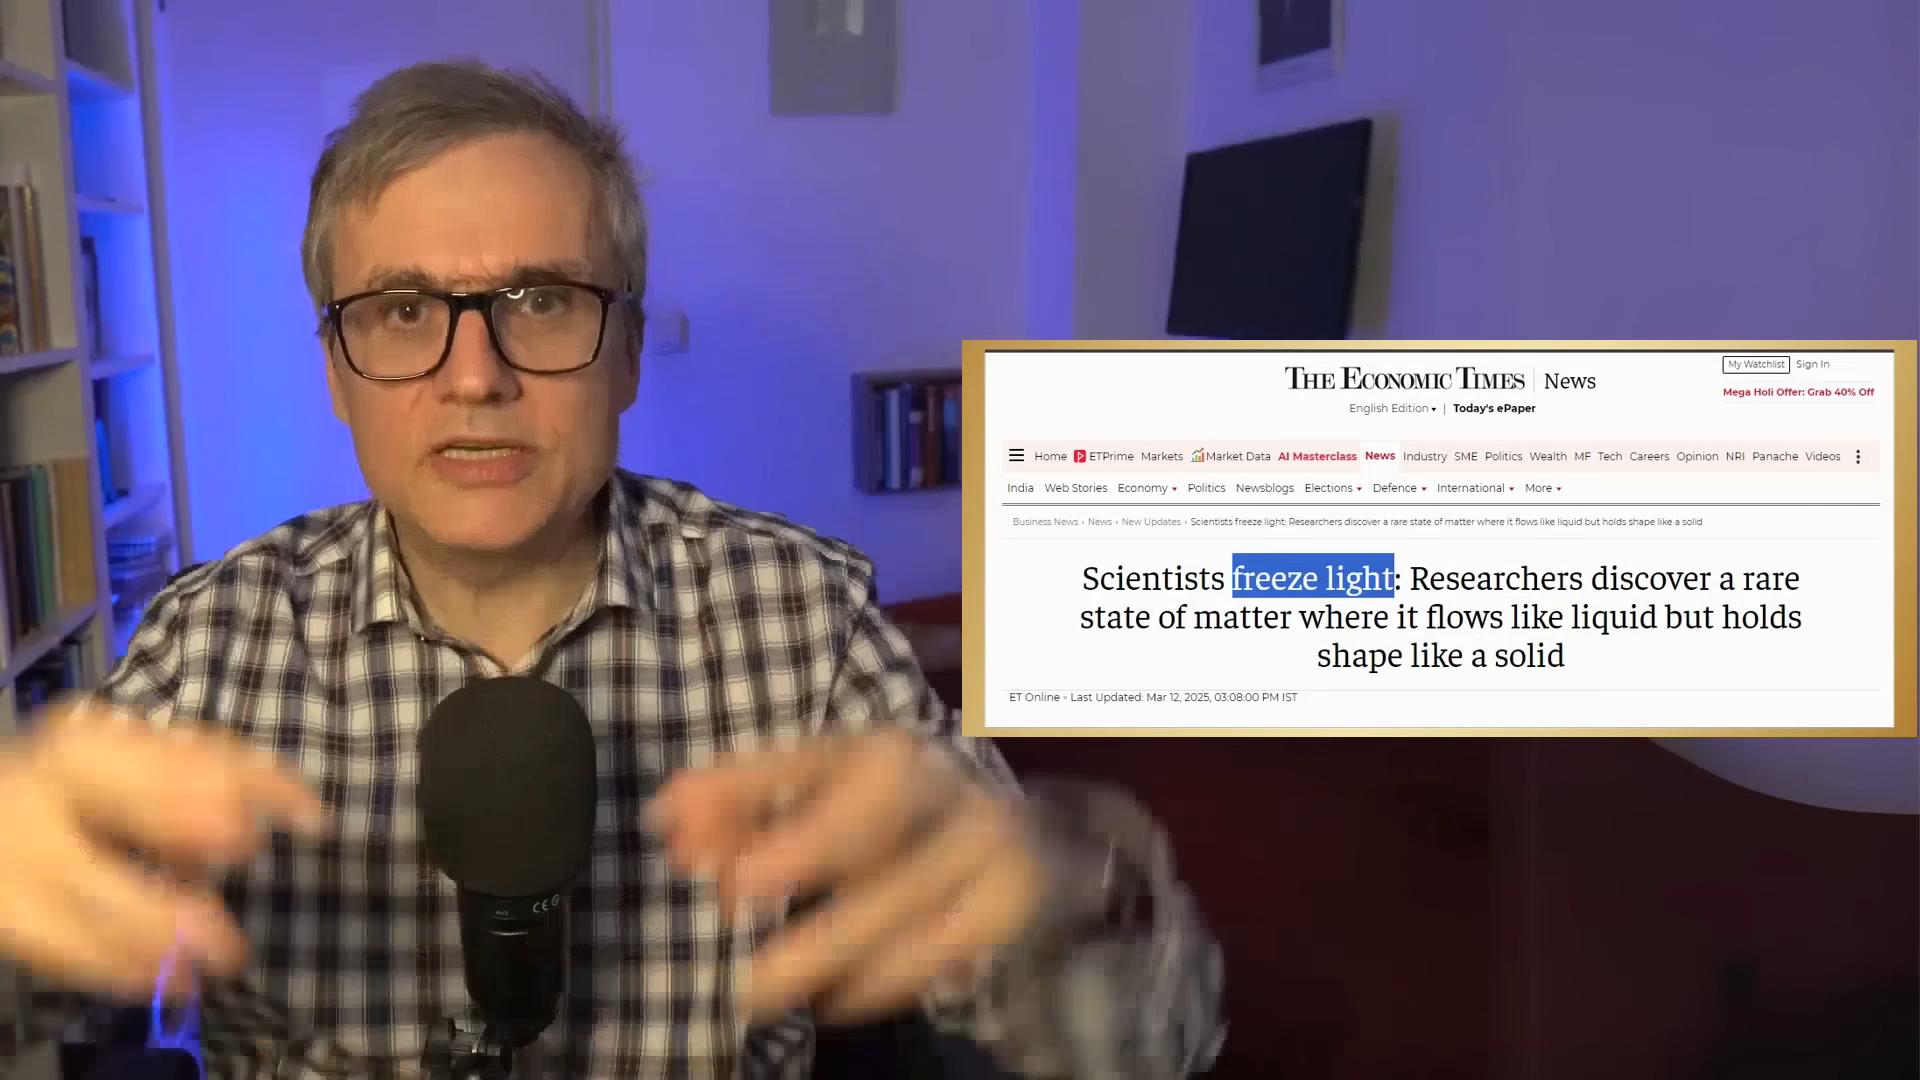 THE ECONOMIC TIMES | News
My Watchlist Sign In
Mega Holi Offer: Grab 40% Off
English Edition | Today's ePaper
Home ETPrime Markets Market Data AI Masterclass News Industry SME Politics Wealth MF Tech Careers Opinion NRI Panache Videos
India Web Stories Economy Politics Newsblogs Elections Defence International More
Business News › News › New Updates › Scientists freeze light: Researchers discover a rare state of matter where it flows like liquid but holds shape like a solid
Scientists freeze light: Researchers discover a rare
state of matter where it flows like liquid but holds
shape like a solid
ET Online • Last Updated: Mar 12, 2025, 03:08:00 PM IST
CE